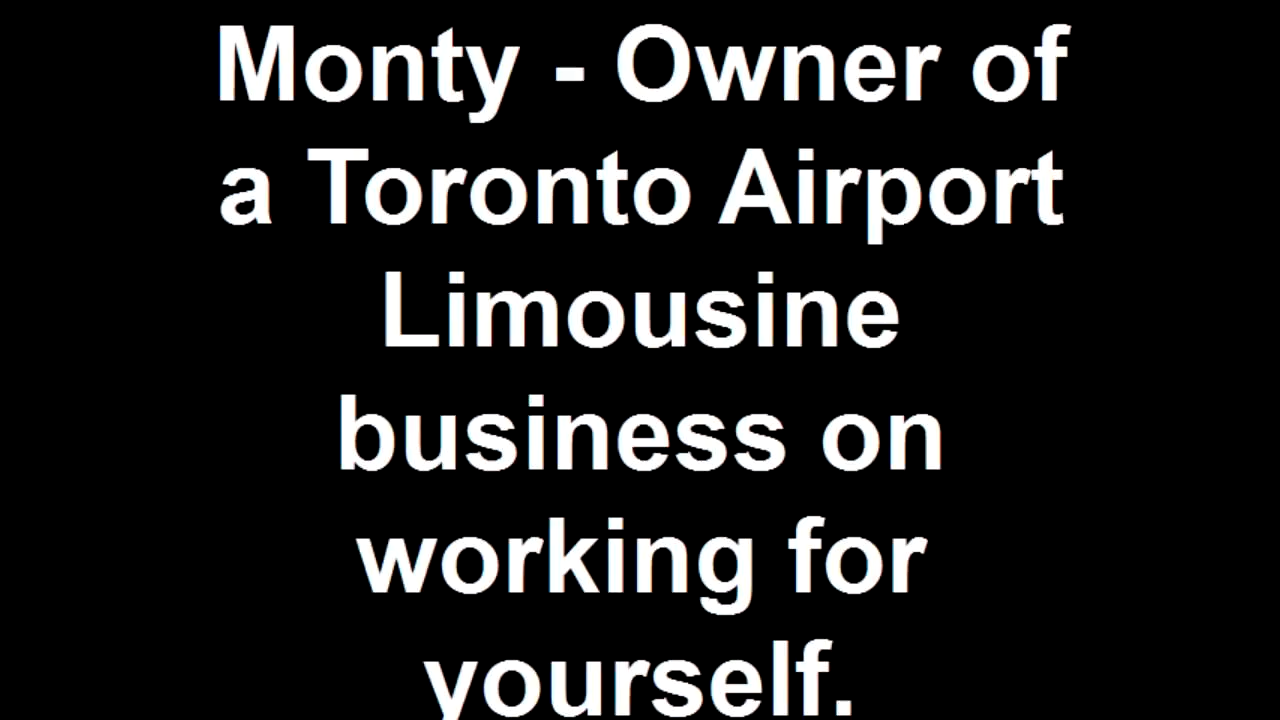 Monty - Owner of
a Toronto Airport
Limousine
business on
working for
yourself.